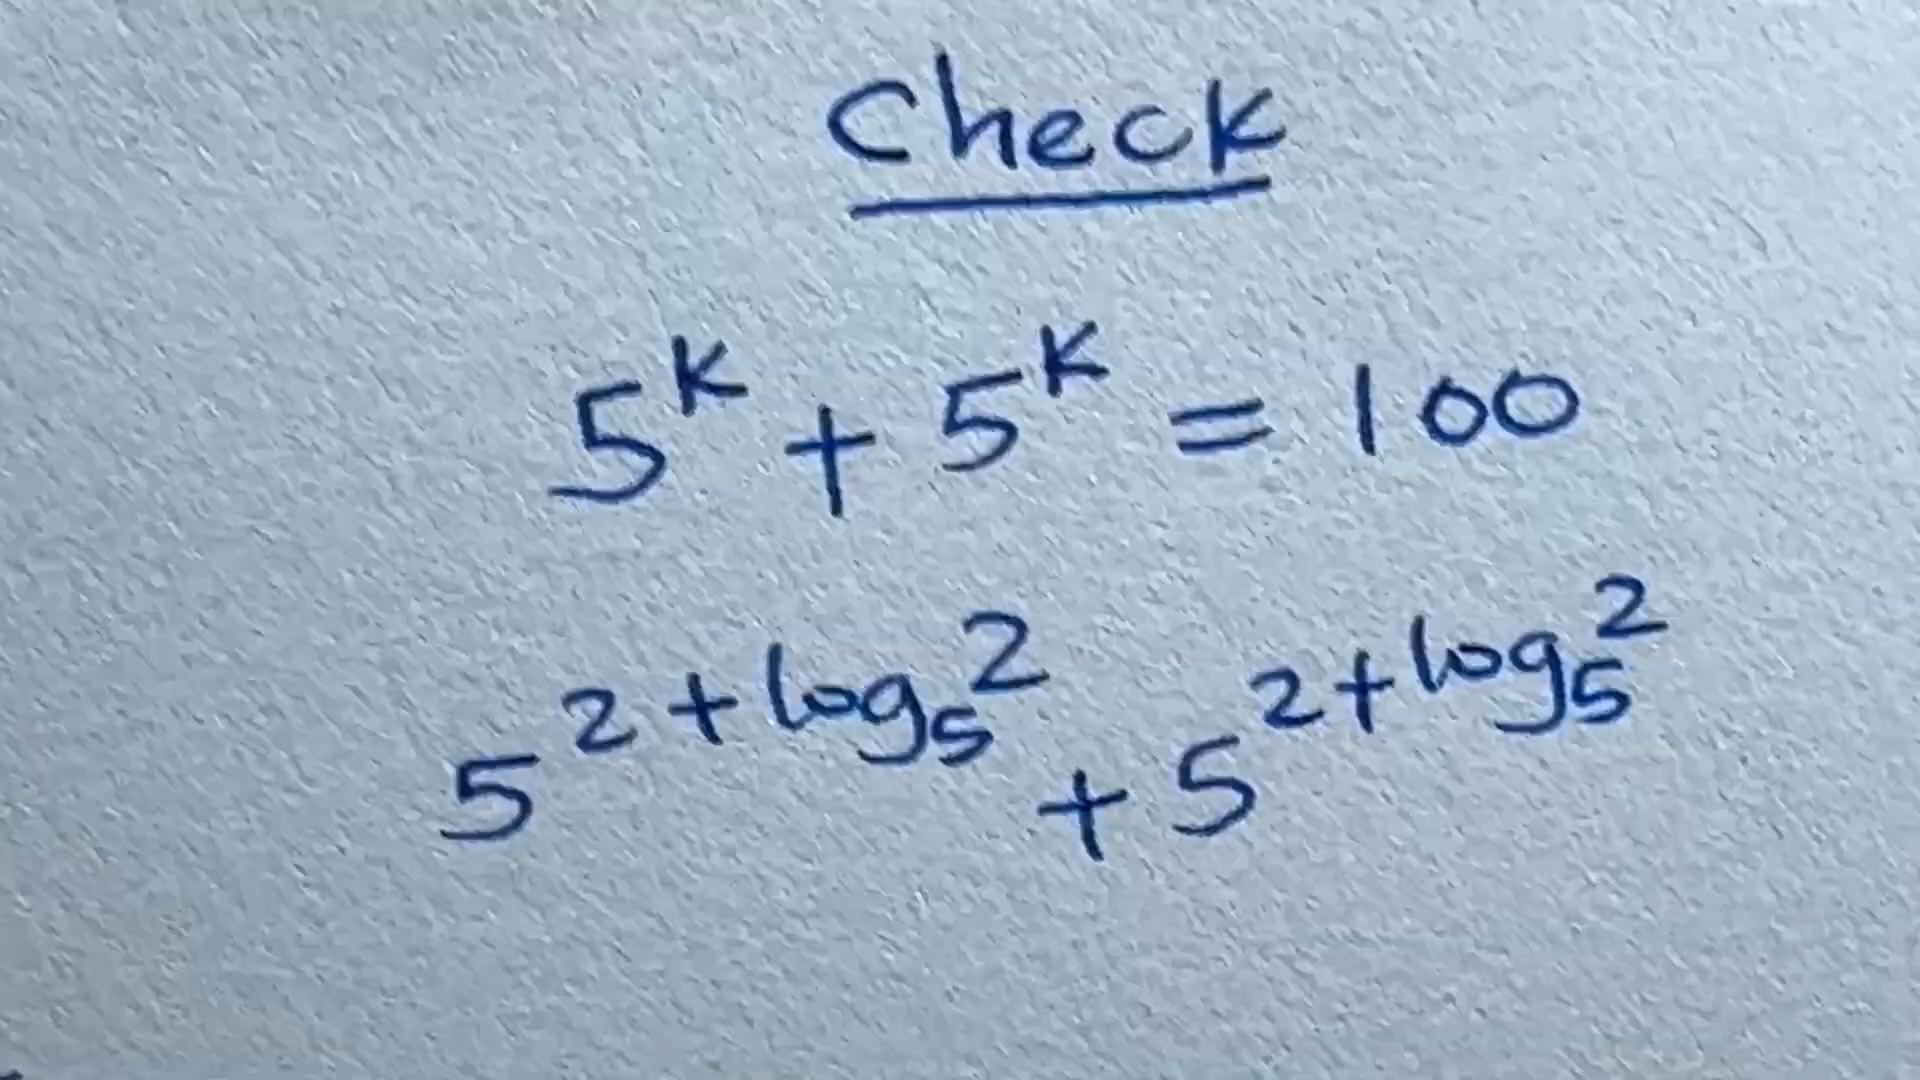 Check
5^k + 5^k = 100
5^{2 + log_5 2} + 5^{2 + log_5 2}